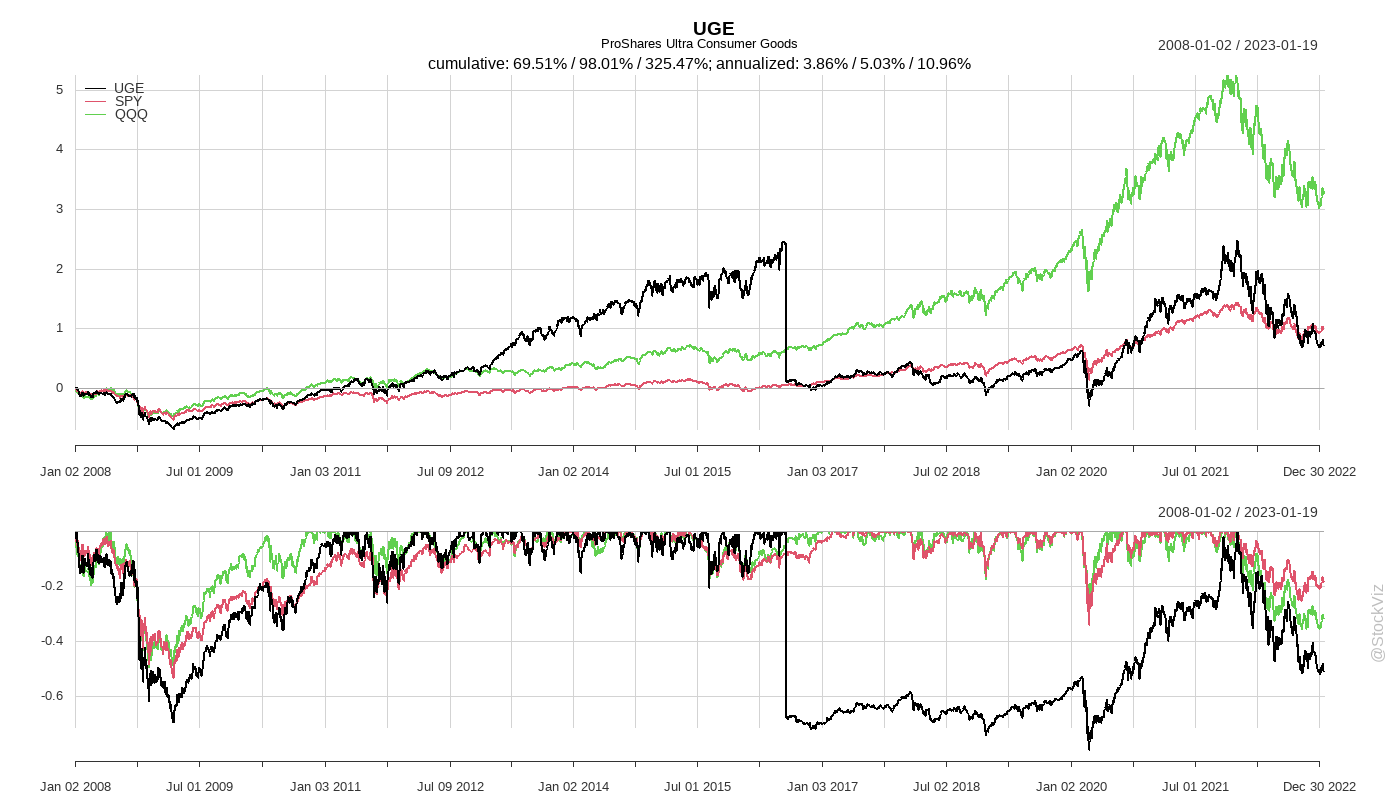 UGE
ProShares Ultra Consumer Goods
2008-01-02 / 2023-01-19
cumulative: 69.51% / 98.01% / 325.47%; annualized: 3.86% / 5.03% / 10.96%
UGE
SPY
QQQ
5
4
3
2
1
0
Jan 02 2008 Jul 01 2009 Jan 03 2011 Jul 09 2012 Jan 02 2014 Jul 01 2015 Jan 03 2017 Jul 02 2018 Jan 02 2020 Jul 01 2021 Dec 30 2022
2008-01-02 / 2023-01-19
-0.2
-0.4
-0.6
Jan 02 2008 Jul 01 2009 Jan 03 2011 Jul 09 2012 Jan 02 2014 Jul 01 2015 Jan 03 2017 Jul 02 2018 Jan 02 2020 Jul 01 2021 Dec 30 2022
@StockViz